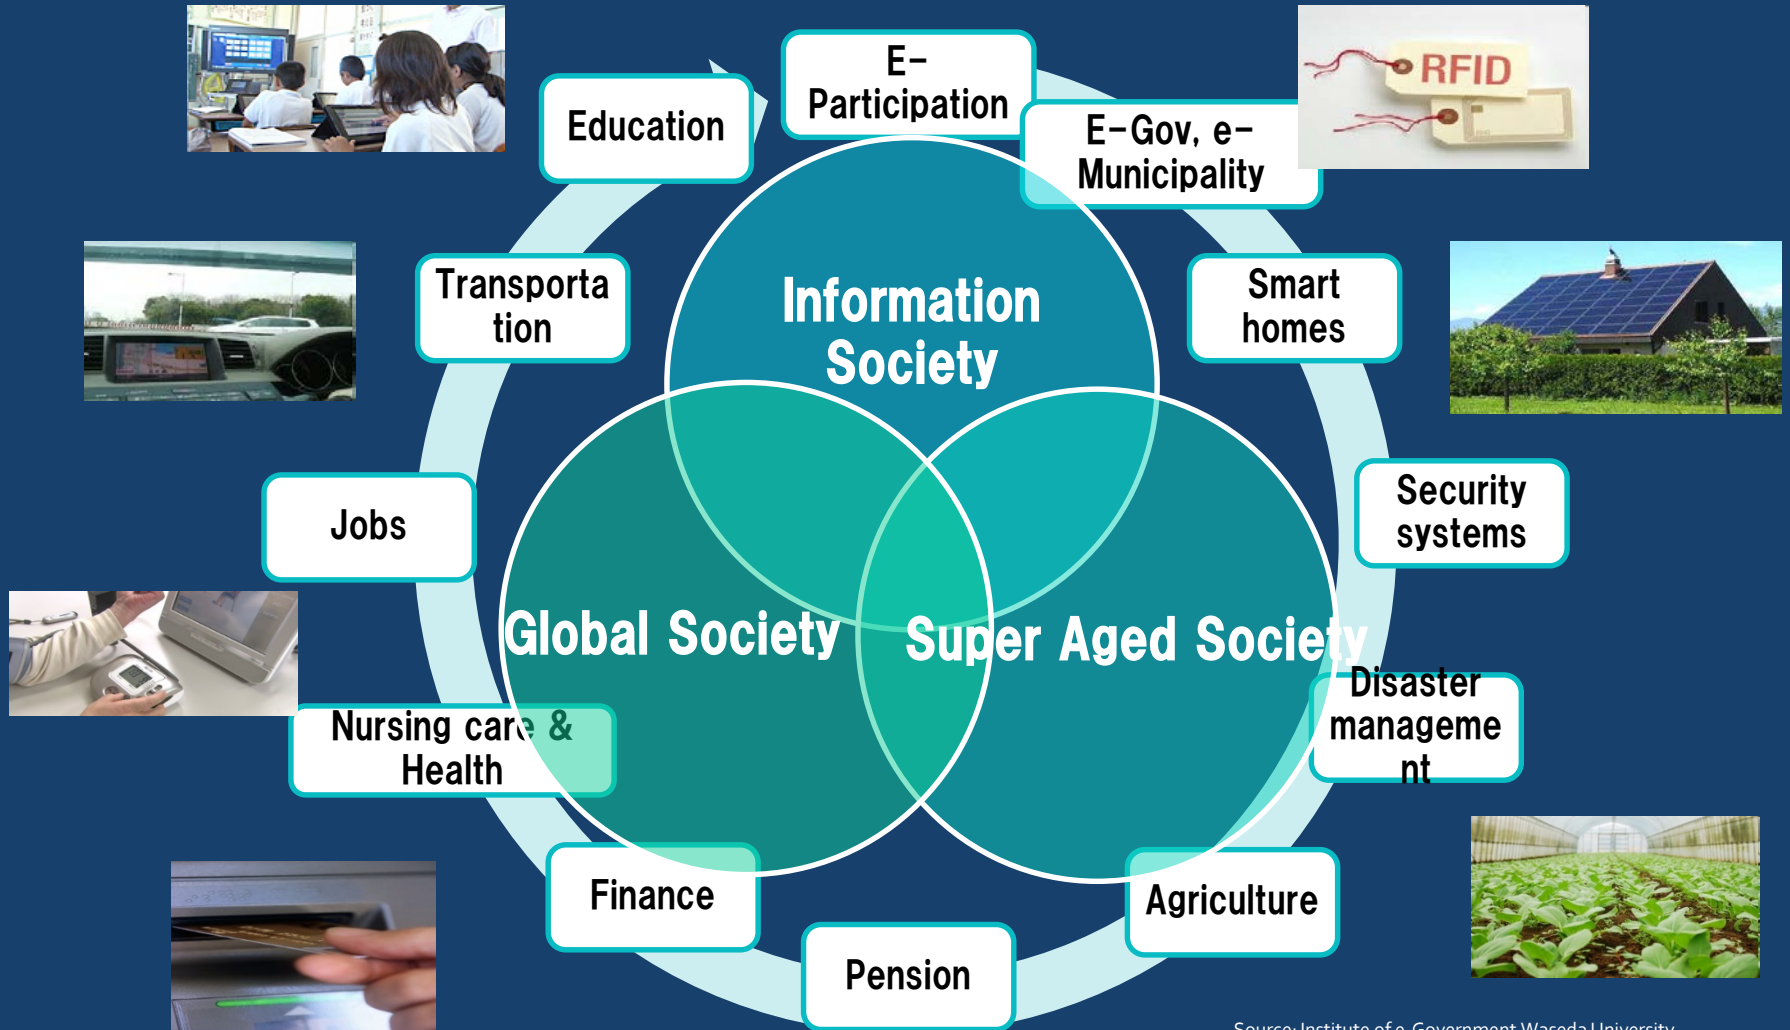 E-
Participation
Education
E-Gov, e-
Municipality
RFID
Transporta
tion
Smart
homes
Information
Society
Jobs
Security
systems
Global Society
Super Aged Society
Disaster
manageme
nt
Nursing care &
Health
Finance
Agriculture
Pension
Source: Institute of e-Government Waseda University